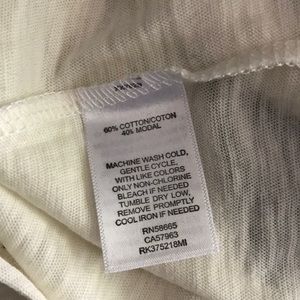 60% COTTON/COTON
40% MODAL
MACHINE WASH COLD,
GENTLE CYCLE,
WITH LIKE COLORS
ONLY NON-CHLORINE
BLEACH IF NEEDED
TUMBLE DRY LOW,
REMOVE PROMPTLY
COOL IRON IF NEEDED
RN58665
CA57963
RK375218MI